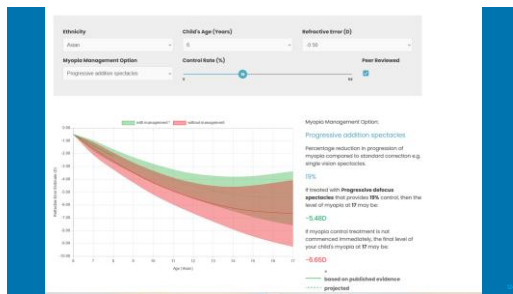 Ethnicity Child's Age (Years) Refractive Error (D)
Asian 6 -0.50
Myopia Management Option Control Rate (%) Peer Reviewed
Progressive addition spectacles
with management* without management
Myopia Management Option:
Progressive addition spectacles
Percentage reduction in progression of
myopia compared to standard correction e.g.
single vision spectacles.
19%
If treated with Progressive defocus
spectacles that provides 19% control, then the
level of myopia at 17 may be:
-5.48D
If myopia control treatment is not
commenced immediately, the final level of
your child's myopia at 17 may be:
-6.65D
*
based on published evidence
projected
Age (Years)